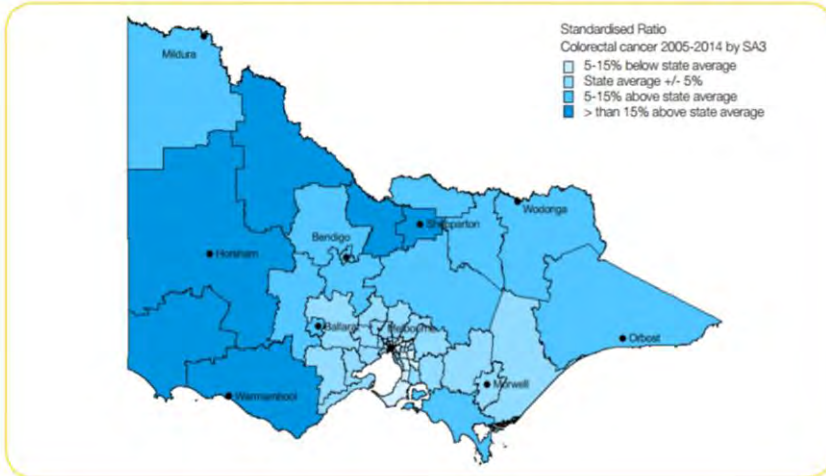 Standardised Ratio
Colorectal cancer 2005-2014 by SA3
5-15% below state average
State average +/- 5%
5-15% above state average
> than 15% above state average
Mildura
Wodonga
Shepparton
Bendigo
Horsham
Ballarat
Melbourne
Orbost
Morwell
Warrnambool